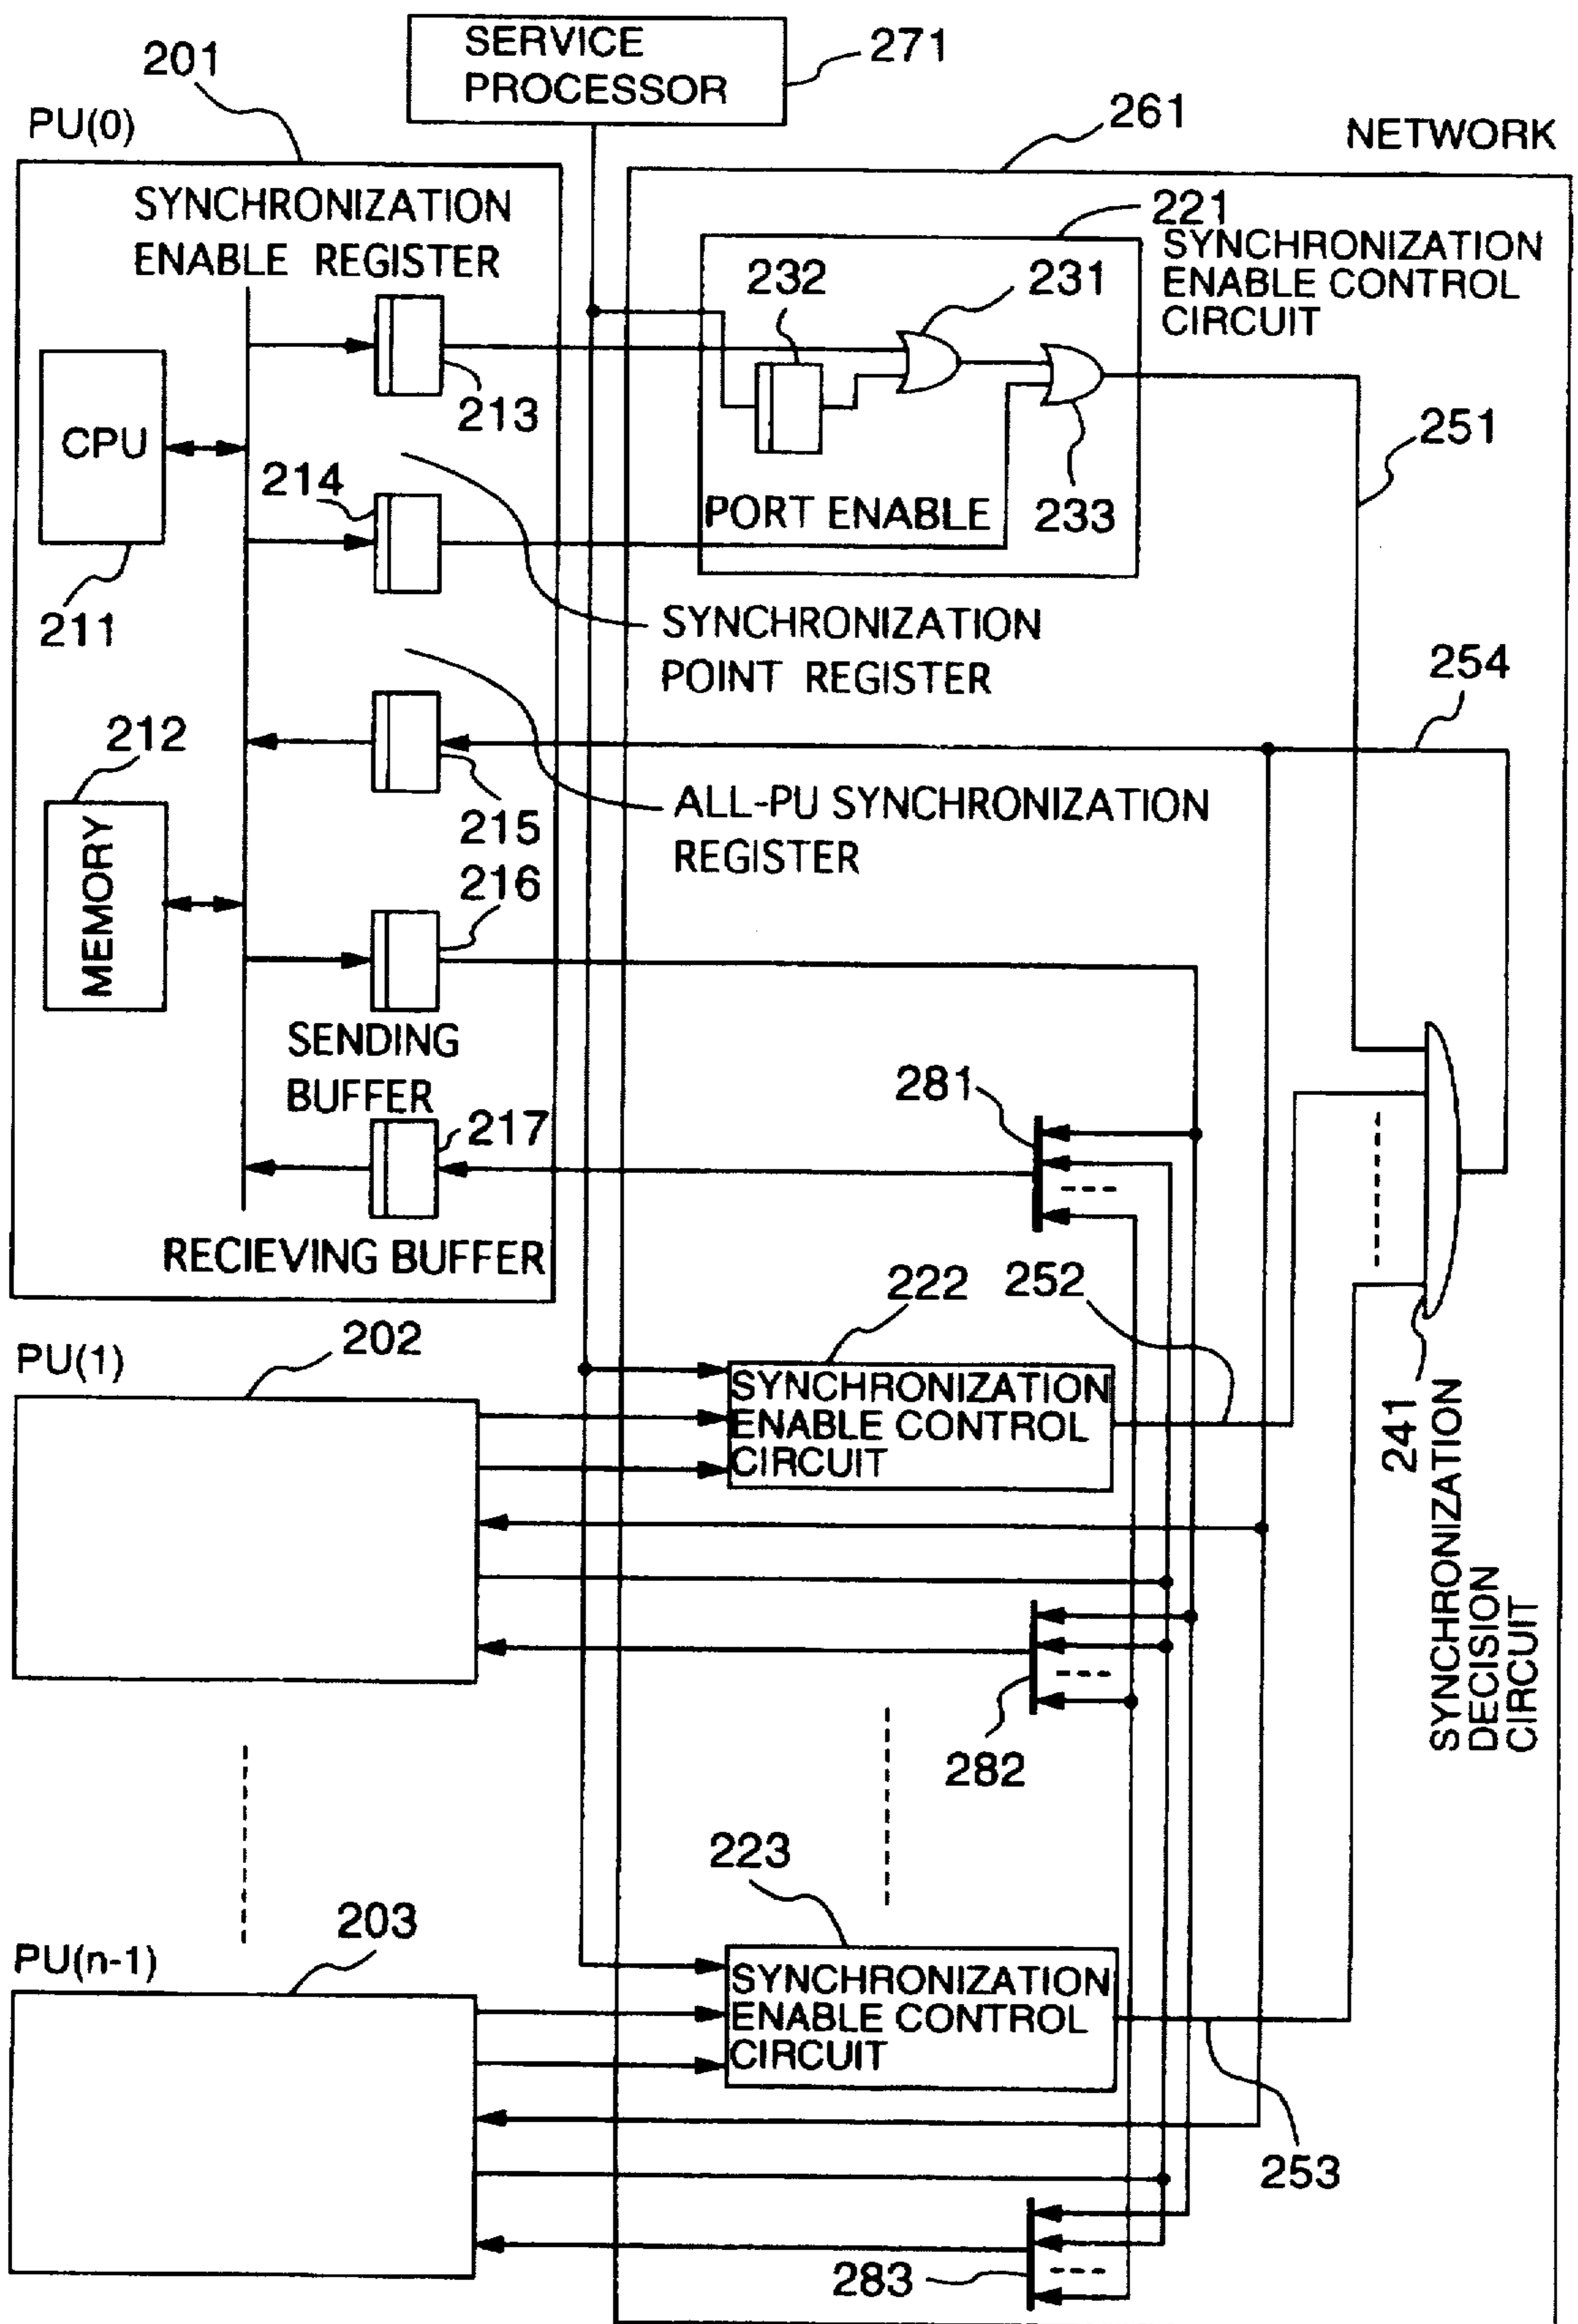 SERVICE
PROCESSOR
271
201
PU(0)
261
NETWORK
SYNCHRONIZATION
ENABLE REGISTER
221
SYNCHRONIZATION
ENABLE CONTROL
CIRCUIT
232
231
213
CPU
214
PORT ENABLE
233
251
211
SYNCHRONIZATION
POINT REGISTER
254
212
MEMORY
215
ALL-PU SYNCHRONIZATION
REGISTER
216
SENDING
BUFFER
281
217
RECIEVING BUFFER
222
252
PU(1)
202
SYNCHRONIZATION
ENABLE CONTROL
CIRCUIT
241
SYNCHRONIZATION
DECISION
CIRCUIT
282
223
PU(n-1)
203
SYNCHRONIZATION
ENABLE CONTROL
CIRCUIT
253
283